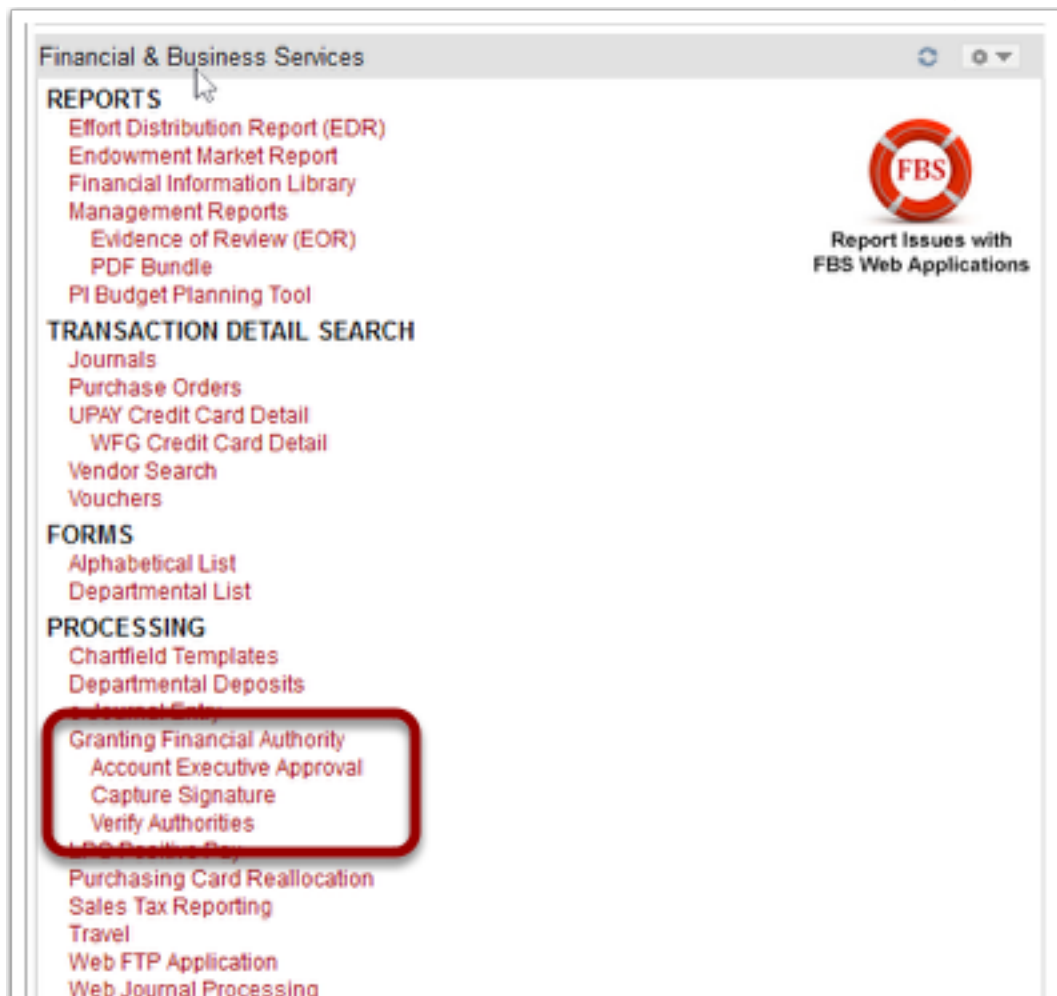 Financial & Business Services
REPORTS
Effort Distribution Report (EDR)
Endowment Market Report
Financial Information Library
Management Reports
Evidence of Review (EOR)
PDF Bundle
PI Budget Planning Tool
FBS
Report Issues with
FBS Web Applications
TRANSACTION DETAIL SEARCH
Journals
Purchase Orders
UPAY Credit Card Detail
WFG Credit Card Detail
Vendor Search
Vouchers
FORMS
Alphabetical List
Departmental List
PROCESSING
Chartfield Templates
Departmental Deposits
e-Journal Entry
Granting Financial Authority
Account Executive Approval
Capture Signature
Verify Authorities
Positive Pay
Purchasing Card Reallocation
Sales Tax Reporting
Travel
Web FTP Application
Web Journal Processing